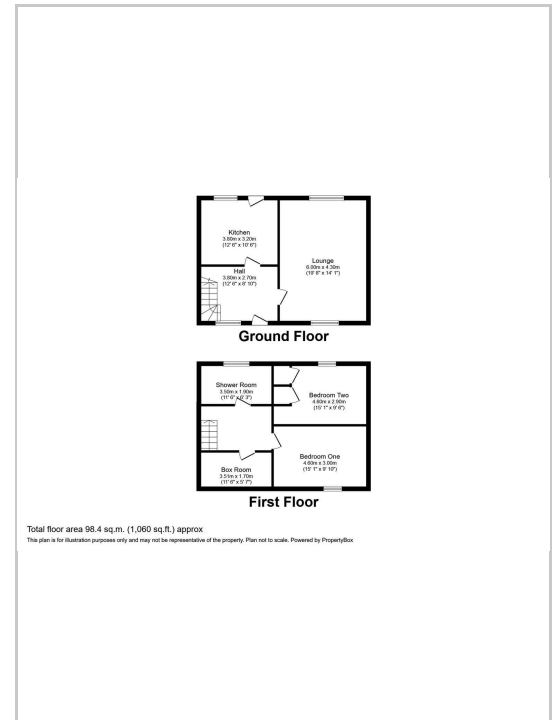 Kitchen
3.80m x 3.20m
(12' 6" x 10' 6")
Lounge
6.00m x 4.30m
(19' 8" x 14' 1")
Hall
3.80m x 2.70m
(12' 6" x 8' 10")
Ground Floor
Shower Room
3.50m x 1.90m
(11' 6" x 6' 3")
Bedroom Two
4.60m x 2.90m
(15' 1" x 9' 6")
Bedroom One
4.60m x 3.00m
(15' 1" x 9' 10")
Box Room
3.51m x 1.70m
(11' 6" x 5' 7")
First Floor
Total floor area 98.4 sq.m. (1,060 sq.ft.) approx
This plan is for illustration purposes only and may not be representative of the property. Plan not to scale. Powered by PropertyBox